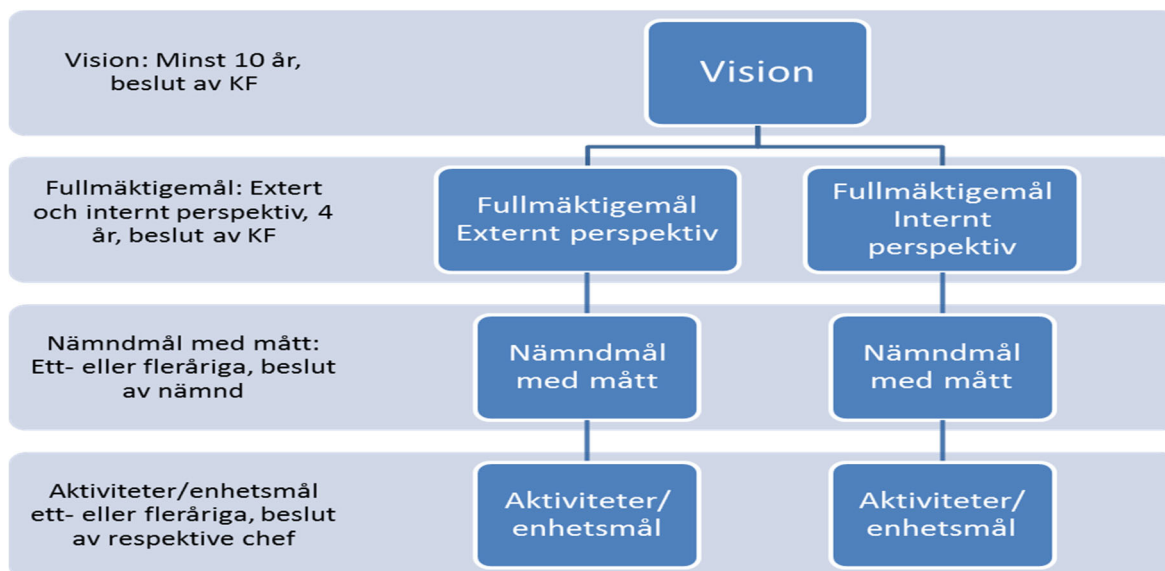 Vision: Minst 10 år,
beslut av KF
Vision
Fullmäktigemål: Extert
och internt perspektiv, 4
år, beslut av KF
Fullmäktigemål
Externt perspektiv
Fullmäktigemål
Internt
perspektiv
Nämndmål med mått:
Ett- eller fleråriga, beslut
av nämnd
Nämndmål
med mått
Nämndmål
med mått
Aktiviteter/enhetsmål
ett- eller fleråriga, beslut
av respektive chef
Aktiviteter/
enhetsmål
Aktiviteter/
enhetsmål